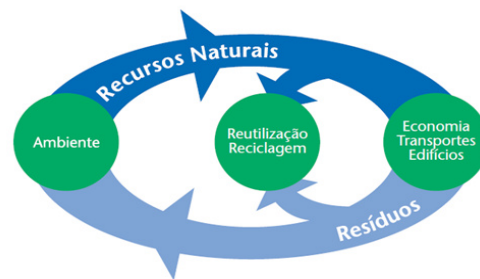 Recursos Naturais
Ambiente
Reutilização
Reciclagem
Economia
Transportes
Edifícios
Resíduos